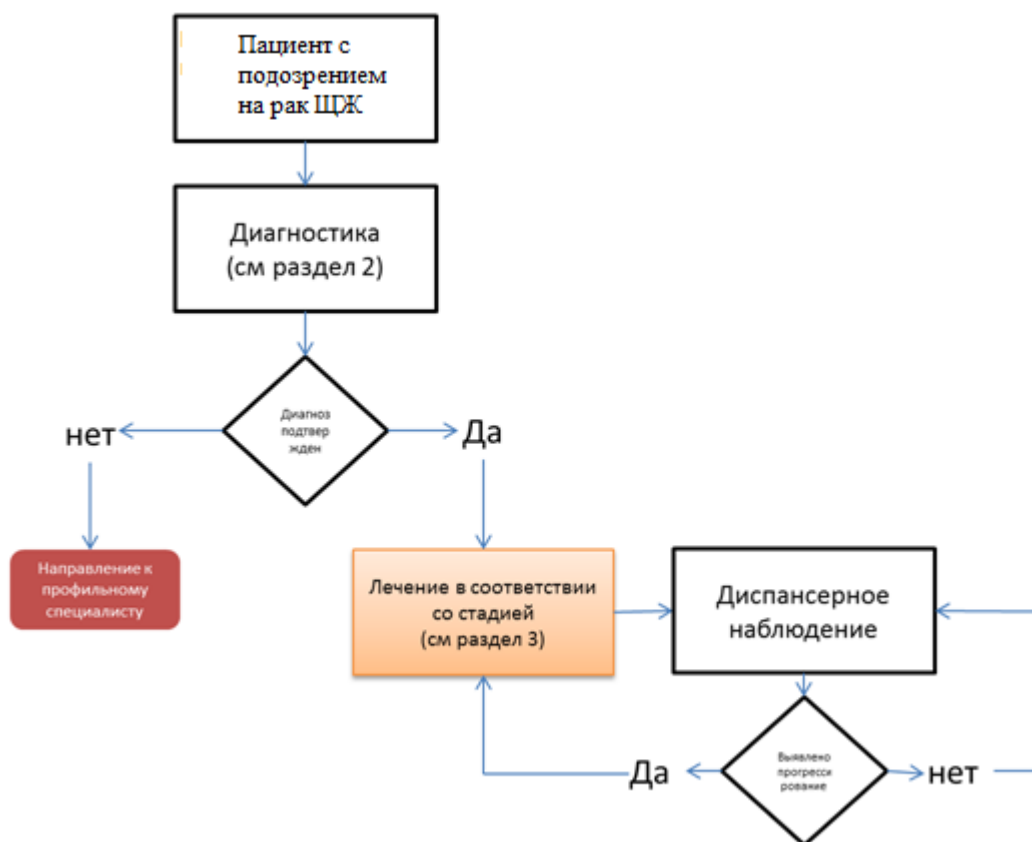 Пациент с
подозрением
на рак ЩЖ
Диагностика
(см раздел 2)
Диагноз
подтвер
жден
нет
Да
Направление к
профильному
специалисту
Лечение в соответствии
со стадией
(см раздел 3)
Диспансерное
наблюдение
Выявлено
прогресси
рование
Да
нет